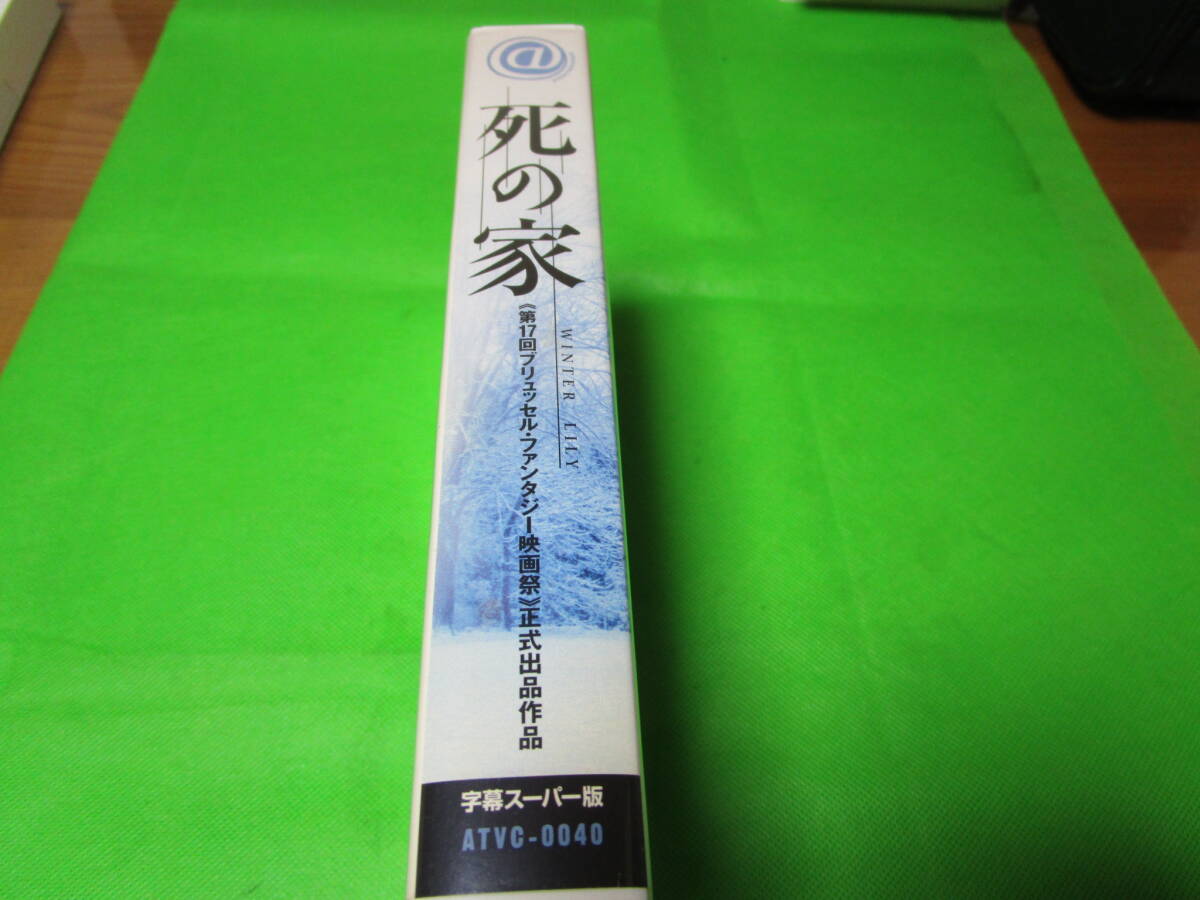 @
死の家
WINTER LILY
《第17回ブリュッセル・ファンタジー映画祭》正式出品作品
字幕スーパー版
ATVC-0040